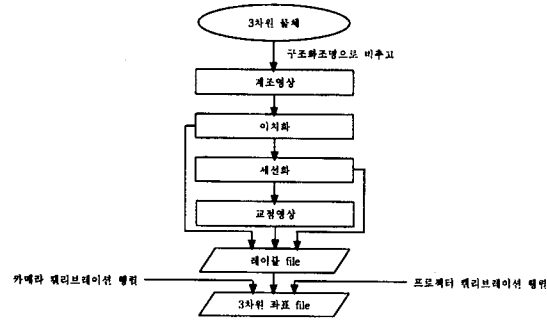 3차원 물체
구조화조명으로 비추고
계조영상
이치화
세선화
교점영상
레이블 file
카메라 캘리브레이션 행렬
프로젝터 캘리브레이션 행렬
3차원 좌표 file